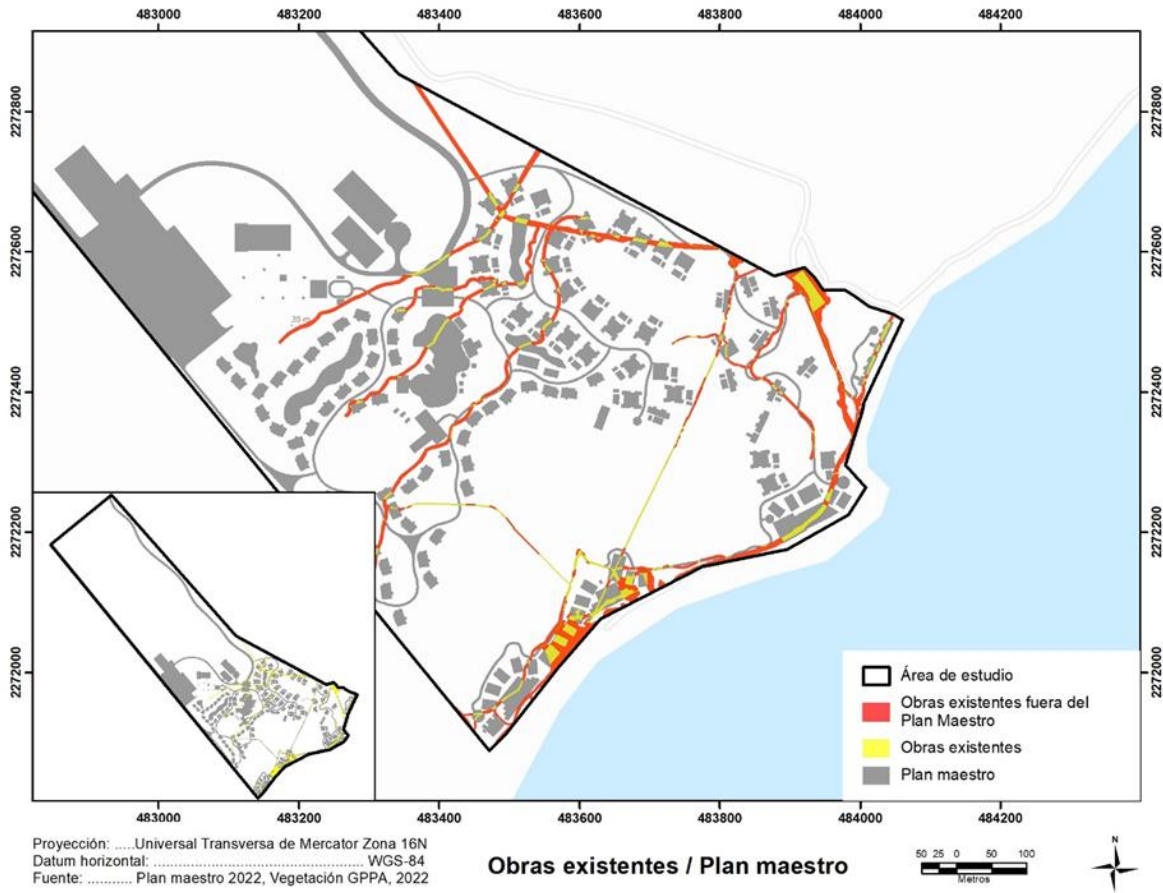 483000 483200 483400 483600 483800 484000 484200
2272800 2272800
2272600 2272600
2272400 2272400
2272200 2272200
2272000 2272000
Área de estudio
Obras existentes fuera del
Plan Maestro
Obras existentes
Plan maestro
483000 483200 483400 483600 483800 484000 484200
Proyección: .....Universal Transversa de Mercator Zona 16N
Datum horizontal: ........................................ WGS-84
Fuente: .......... Plan maestro 2022, Vegetación GPPA, 2022
Obras existentes / Plan maestro
50 25 0 50 100
Metros
N